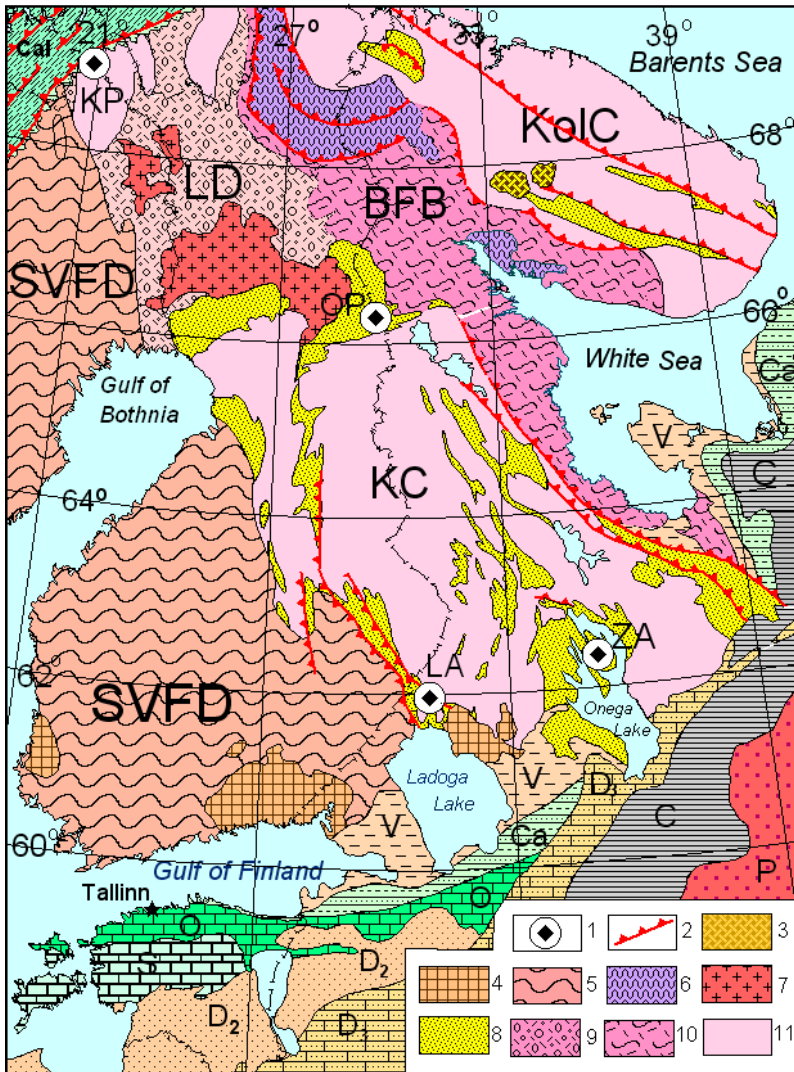 21°
27°
33
39°
Cal
KP
Barents Sea
KolC
68°
LD
BFB
SVFD
OP
66°
White Sea
Ca
Gulf of
Bothnia
V
C
64°
KC
62°
LA
ZA
SVFD
Onega
Lake
Ladoga
Lake
V
V
D₃
C
Ca
P
60°
Gulf of Finland
Tallinn
O
O
S
D₂
D₂
D₃
1
2
3
4
5
6
7
8
9
10
11